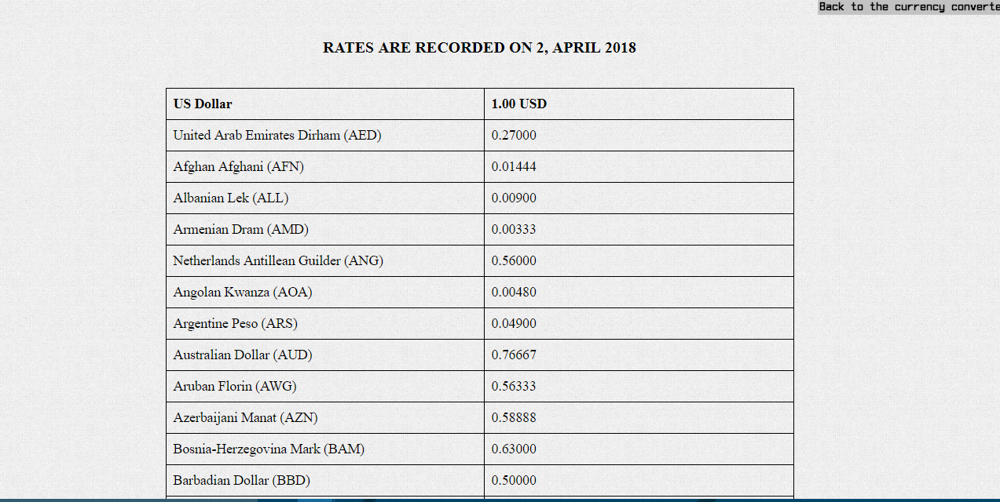 Back to the currency converte
RATES ARE RECORDED ON 2, APRIL 2018
US Dollar 1.00 USD
United Arab Emirates Dirham (AED) 0.27000
Afghan Afghani (AFN) 0.01444
Albanian Lek (ALL) 0.00900
Armenian Dram (AMD) 0.00333
Netherlands Antillean Guilder (ANG) 0.56000
Angolan Kwanza (AOA) 0.00480
Argentine Peso (ARS) 0.04900
Australian Dollar (AUD) 0.76667
Aruban Florin (AWG) 0.56333
Azerbaijani Manat (AZN) 0.58888
Bosnia-Herzegovina Mark (BAM) 0.63000
Barbadian Dollar (BBD) 0.50000